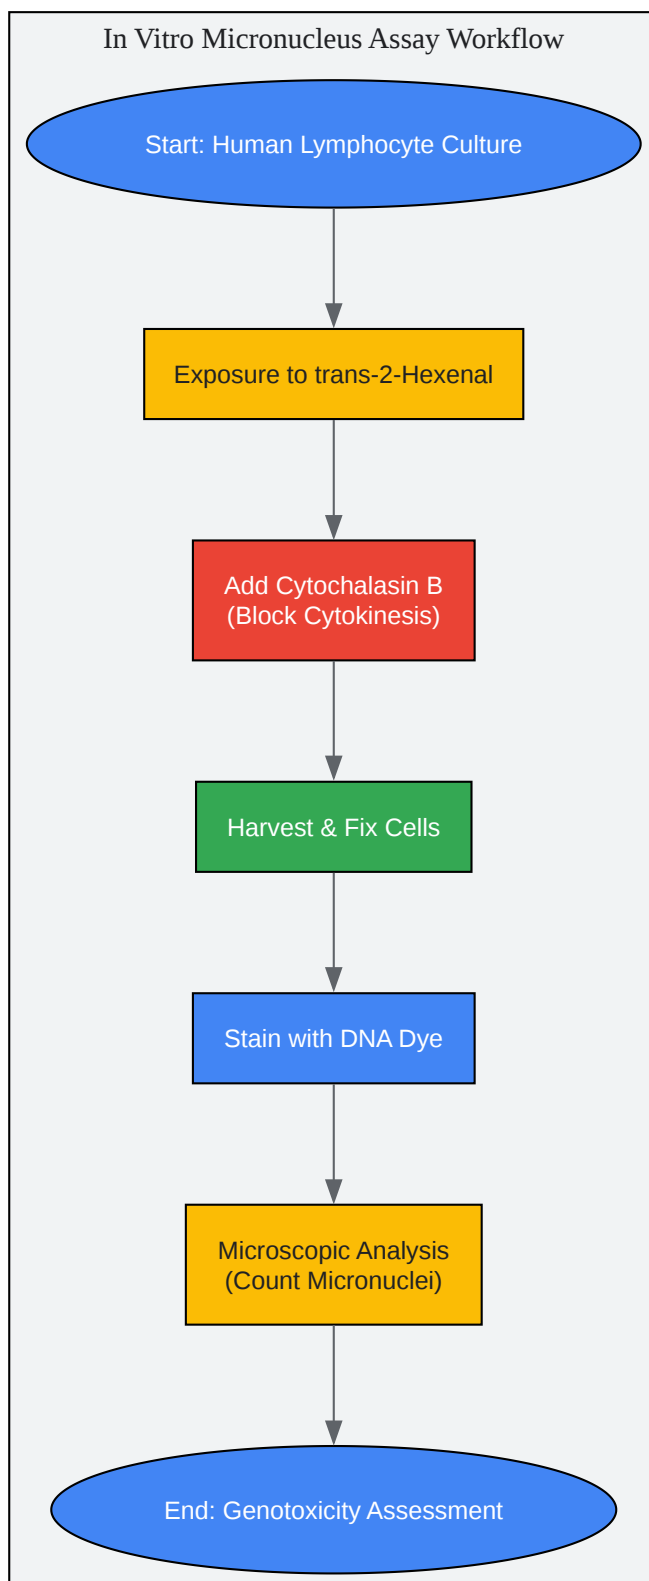 In Vitro Micronucleus Assay Workflow
Start: Human Lymphocyte Culture
Exposure to trans-2-Hexenal
Add Cytochalasin B
(Block Cytokinesis)
Harvest & Fix Cells
Stain with DNA Dye
Microscopic Analysis
(Count Micronuclei)
End: Genotoxicity Assessment